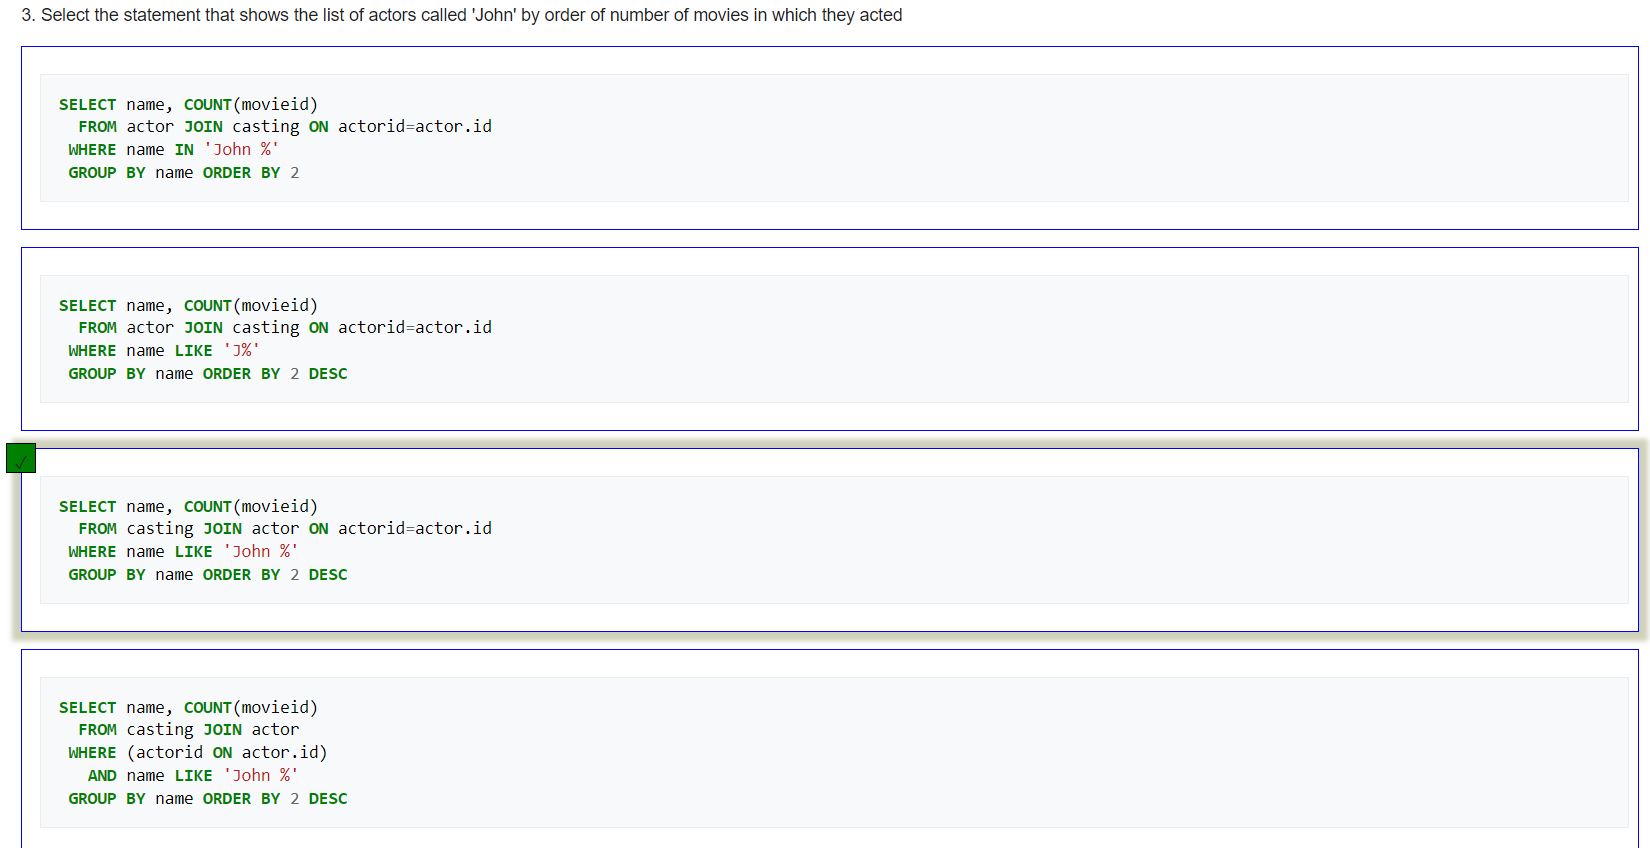 3. Select the statement that shows the list of actors called 'John' by order of number of movies in which they acted
SELECT name, COUNT(movieid)
  FROM actor JOIN casting ON actorid=actor.id
 WHERE name IN 'John %'
 GROUP BY name ORDER BY 2
SELECT name, COUNT(movieid)
  FROM actor JOIN casting ON actorid=actor.id
 WHERE name LIKE 'J%'
 GROUP BY name ORDER BY 2 DESC
✓
SELECT name, COUNT(movieid)
  FROM casting JOIN actor ON actorid=actor.id
 WHERE name LIKE 'John %'
 GROUP BY name ORDER BY 2 DESC
SELECT name, COUNT(movieid)
  FROM casting JOIN actor
 WHERE (actorid ON actor.id)
   AND name LIKE 'John %'
 GROUP BY name ORDER BY 2 DESC